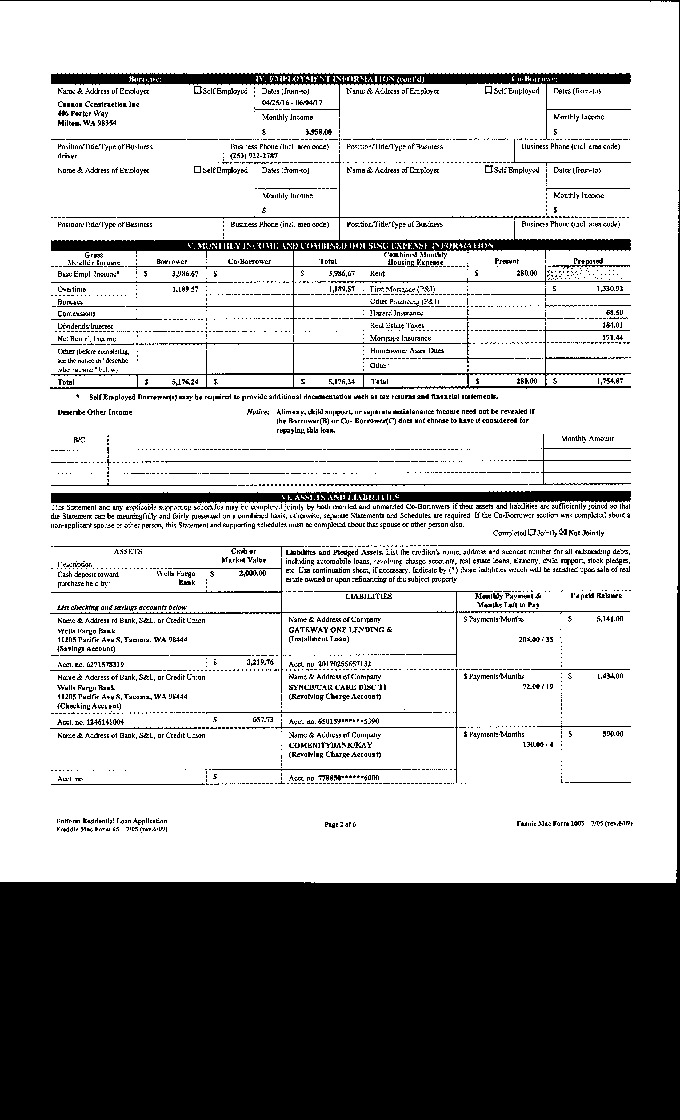 Borrower IV. EMPLOYMENT INFORMATION (cont'd) Co-Borrower
Name & Address of Employer Self Employed Dates (from-to) Name & Address of Employer Self Employed Dates (from-to)
Cannon Construction Inc
406 Porter Way
Milton, WA 98354
04/25/16 - 06/04/17
Monthly Income Monthly Income
$ 3,998.00 $
Position/Title/Type of Business Business Phone (incl. area code) Position/Title/Type of Business Business Phone (incl. area code)
driver (253) 922-2787
Name & Address of Employer Self Employed Dates (from-to) Name & Address of Employer Self Employed Dates (from-to)
Monthly Income Monthly Income
$ $
Position/Title/Type of Business Business Phone (incl. area code) Position/Title/Type of Business Business Phone (incl. area code)
V. MONTHLY INCOME AND COMBINED HOUSING EXPENSE INFORMATION
Gross Monthly Income Borrower Co-Borrower Total Combined Monthly Housing Expense Present Proposed
Base Empl. Income* $ 3,986.67 $ $ 3,986.67 Rent $ 280.00
Overtime 1,189.57 1,189.57 First Mortgage (P&I) $ 1,330.92
Bonuses Other Financing (P&I)
Commissions Hazard Insurance 68.50
Dividends/Interest Real Estate Taxes 184.01
Net Rental Income Mortgage Insurance 171.44
Other (before completing, see the notice in "describe other income," below) Homeowner Assn. Dues
Other:
Total $ 5,176.24 $ $ 5,176.24 Total $ 280.00 $ 1,754.87
* Self Employed Borrower(s) may be required to provide additional documentation such as tax returns and financial statements.
Describe Other Income Notice: Alimony, child support, or separate maintenance income need not be revealed if
the Borrower(B) or Co- Borrower(C) does not choose to have it considered for
repaying this loan.
B/C Monthly Amount
VI. ASSETS AND LIABILITIES
This Statement and any applicable supporting schedules may be completed jointly by both married and unmarried Co-Borrowers if their assets and liabilities are sufficiently joined so that
the Statement can be meaningfully and fairly presented on a combined basis; otherwise, separate Statements and Schedules are required. If the Co-Borrower section was completed about a
non-applicant spouse or other person, this Statement and supporting schedules must be completed about that spouse or other person also.
Completed Jointly Not Jointly
ASSETS Cash or Market Value
Description
Cash deposit toward purchase held by: Wells Fargo Bank $ 2,000.00
Liabilities and Pledged Assets. List the creditor's name, address and account number for all outstanding debts,
including automobile loans, revolving charge accounts, real estate loans, alimony, child support, stock pledges,
etc. Use continuation sheet, if necessary. Indicate by (*) those liabilities which will be satisfied upon sale of real
estate owned or upon refinancing of the subject property
LIABILITIES Monthly Payment & Months Left to Pay Unpaid Balance
List checking and savings accounts below
Name & Address of Bank, S&L, or Credit Union Name & Address of Company $ Payments/Months $ 5,141.00
Wells Fargo Bank GATEWAY ONE LENDING &
11205 Pacific Ave S, Tacoma, WA 98444 (Installment Loan) 204.00 / 35
(Savings Account)
Acct. no. 6271578319 $ 3,219.76 Acct. no. 20170255657132
Name & Address of Bank, S&L, or Credit Union Name & Address of Company $ Payments/Months $ 1,434.00
Wells Fargo Bank SYNCB/CAR CARE DISC TI 72.00 / 19
11205 Pacific Ave S, Tacoma, WA 98444 (Revolving Charge Account)
(Checking Account)
Acct. no. 1246141004 $ 657.73 Acct. no. 650159******5390
Name & Address of Bank, S&L, or Credit Union Name & Address of Company $ Payments/Months $ 590.00
COMENITYBANK/KAY 130.00 / 4
(Revolving Charge Account)
Acct. no. $ Acct. no. 778850******6000
Uniform Residential Loan Application
Freddie Mac Form 65 7/05 (rev.6/09) Page 2 of 6 Fannie Mae Form 1003 7/05 (rev.6/09)